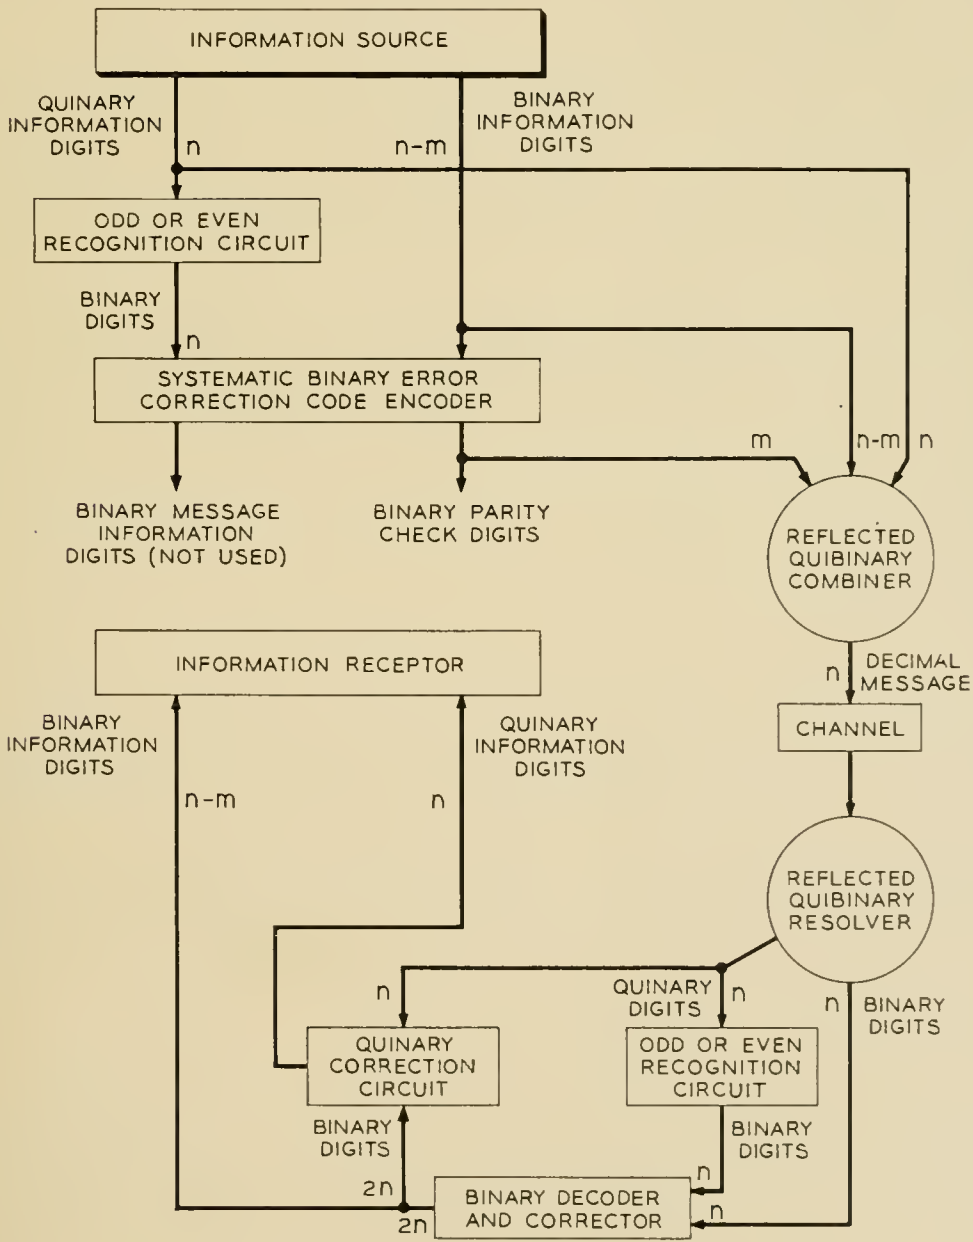 INFORMATION SOURCE
QUINARY
INFORMATION
DIGITS
n
n-m
BINARY
INFORMATION
DIGITS
ODD OR EVEN
RECOGNITION CIRCUIT
BINARY
DIGITS
n
SYSTEMATIC BINARY ERROR
CORRECTION CODE ENCODER
m
n-m
n
BINARY MESSAGE
INFORMATION
DIGITS (NOT USED)
BINARY PARITY
CHECK DIGITS
REFLECTED
QUIBINARY
COMBINER
n
DECIMAL
MESSAGE
CHANNEL
REFLECTED
QUIBINARY
RESOLVER
INFORMATION RECEPTOR
BINARY
INFORMATION
DIGITS
n-m
QUINARY
INFORMATION
DIGITS
n
n
QUINARY
DIGITS
n
n
BINARY
DIGITS
QUINARY
CORRECTION
CIRCUIT
ODD OR EVEN
RECOGNITION
CIRCUIT
BINARY
DIGITS
BINARY
DIGITS
2n
2n
n
n
BINARY DECODER
AND CORRECTOR